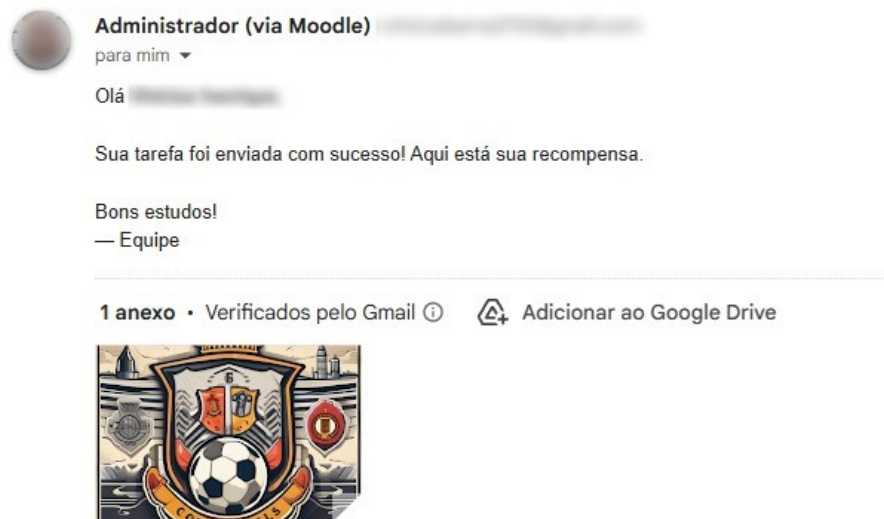 Administrador (via Moodle)
para mim
Olá
Sua tarefa foi enviada com sucesso! Aqui está sua recompensa.
Bons estudos!
— Equipe
1 anexo • Verificados pelo Gmail Adicionar ao Google Drive